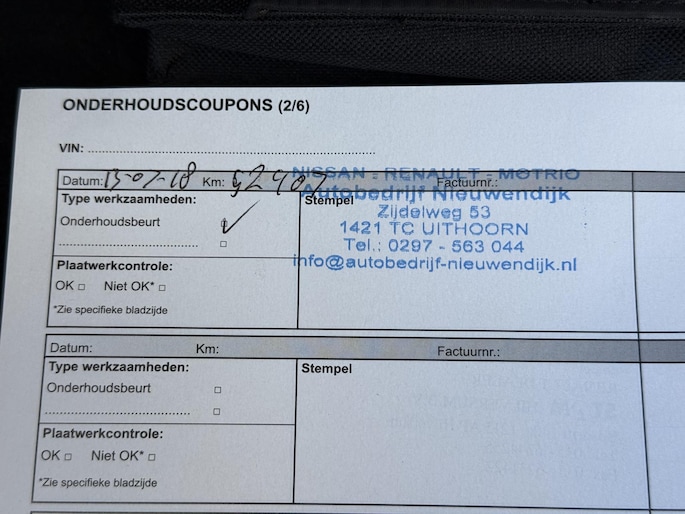 ONDERHOUDSCOUPONS (2/6)
VIN:
Datum: 13-07-18 Km: 52907 Factuurnr.:
NISSAN - RENAULT - MOTRIO
Type werkzaamheden:
Stempel
Autobedrijf Nieuwendijk
Onderhoudsbeurt
Zijdelweg 53
1421 TC UITHOORN
Tel.: 0297 - 563 044
info@autobedrijf-nieuwendijk.nl
Plaatwerkcontrole:
OK □ Niet OK* □
*Zie specifieke bladzijde
Datum: Km: Factuurnr.:
Type werkzaamheden:
Stempel
Onderhoudsbeurt □
Plaatwerkcontrole:
OK □ Niet OK* □
*Zie specifieke bladzijde